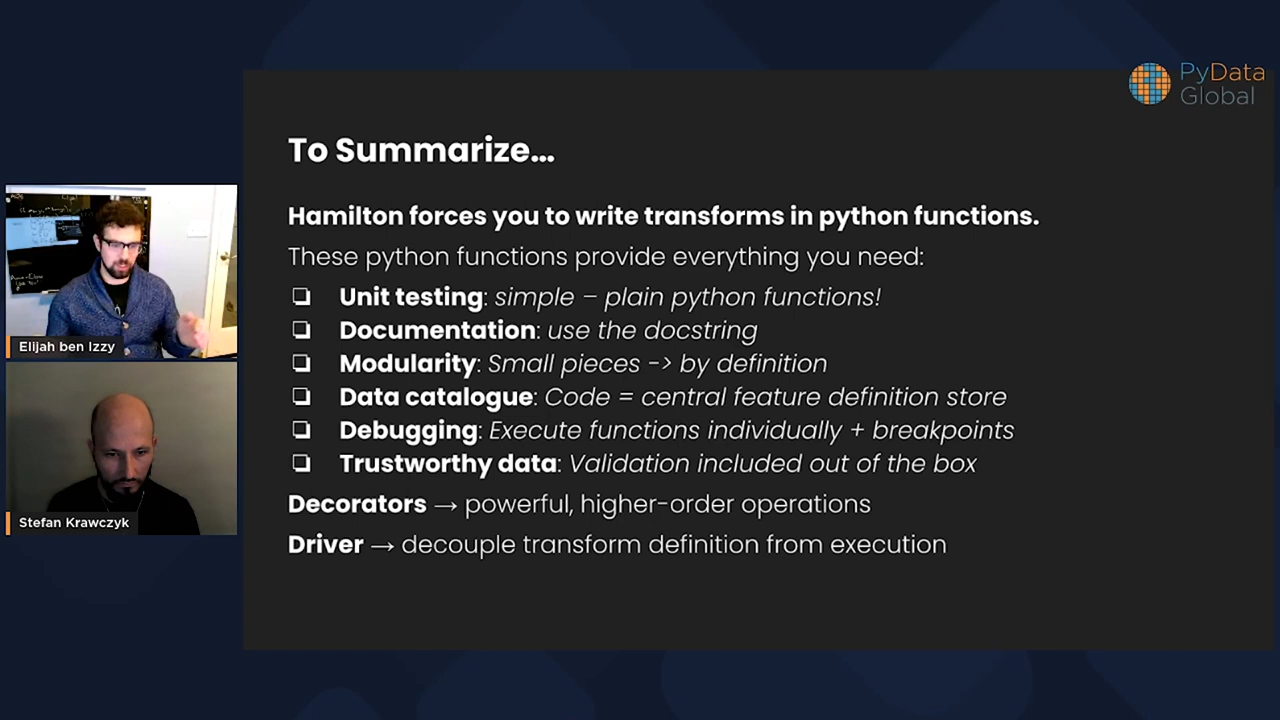 PyData
Global
To Summarize...
Hamilton forces you to write transforms in python functions.
These python functions provide everything you need:
❏ Unit testing: simple – plain python functions!
❏ Documentation: use the docstring
❏ Modularity: Small pieces -> by definition
❏ Data catalogue: Code = central feature definition store
❏ Debugging: Execute functions individually + breakpoints
❏ Trustworthy data: Validation included out of the box
Decorators → powerful, higher-order operations
Driver → decouple transform definition from execution
Elijah ben Izzy
Stefan Krawczyk